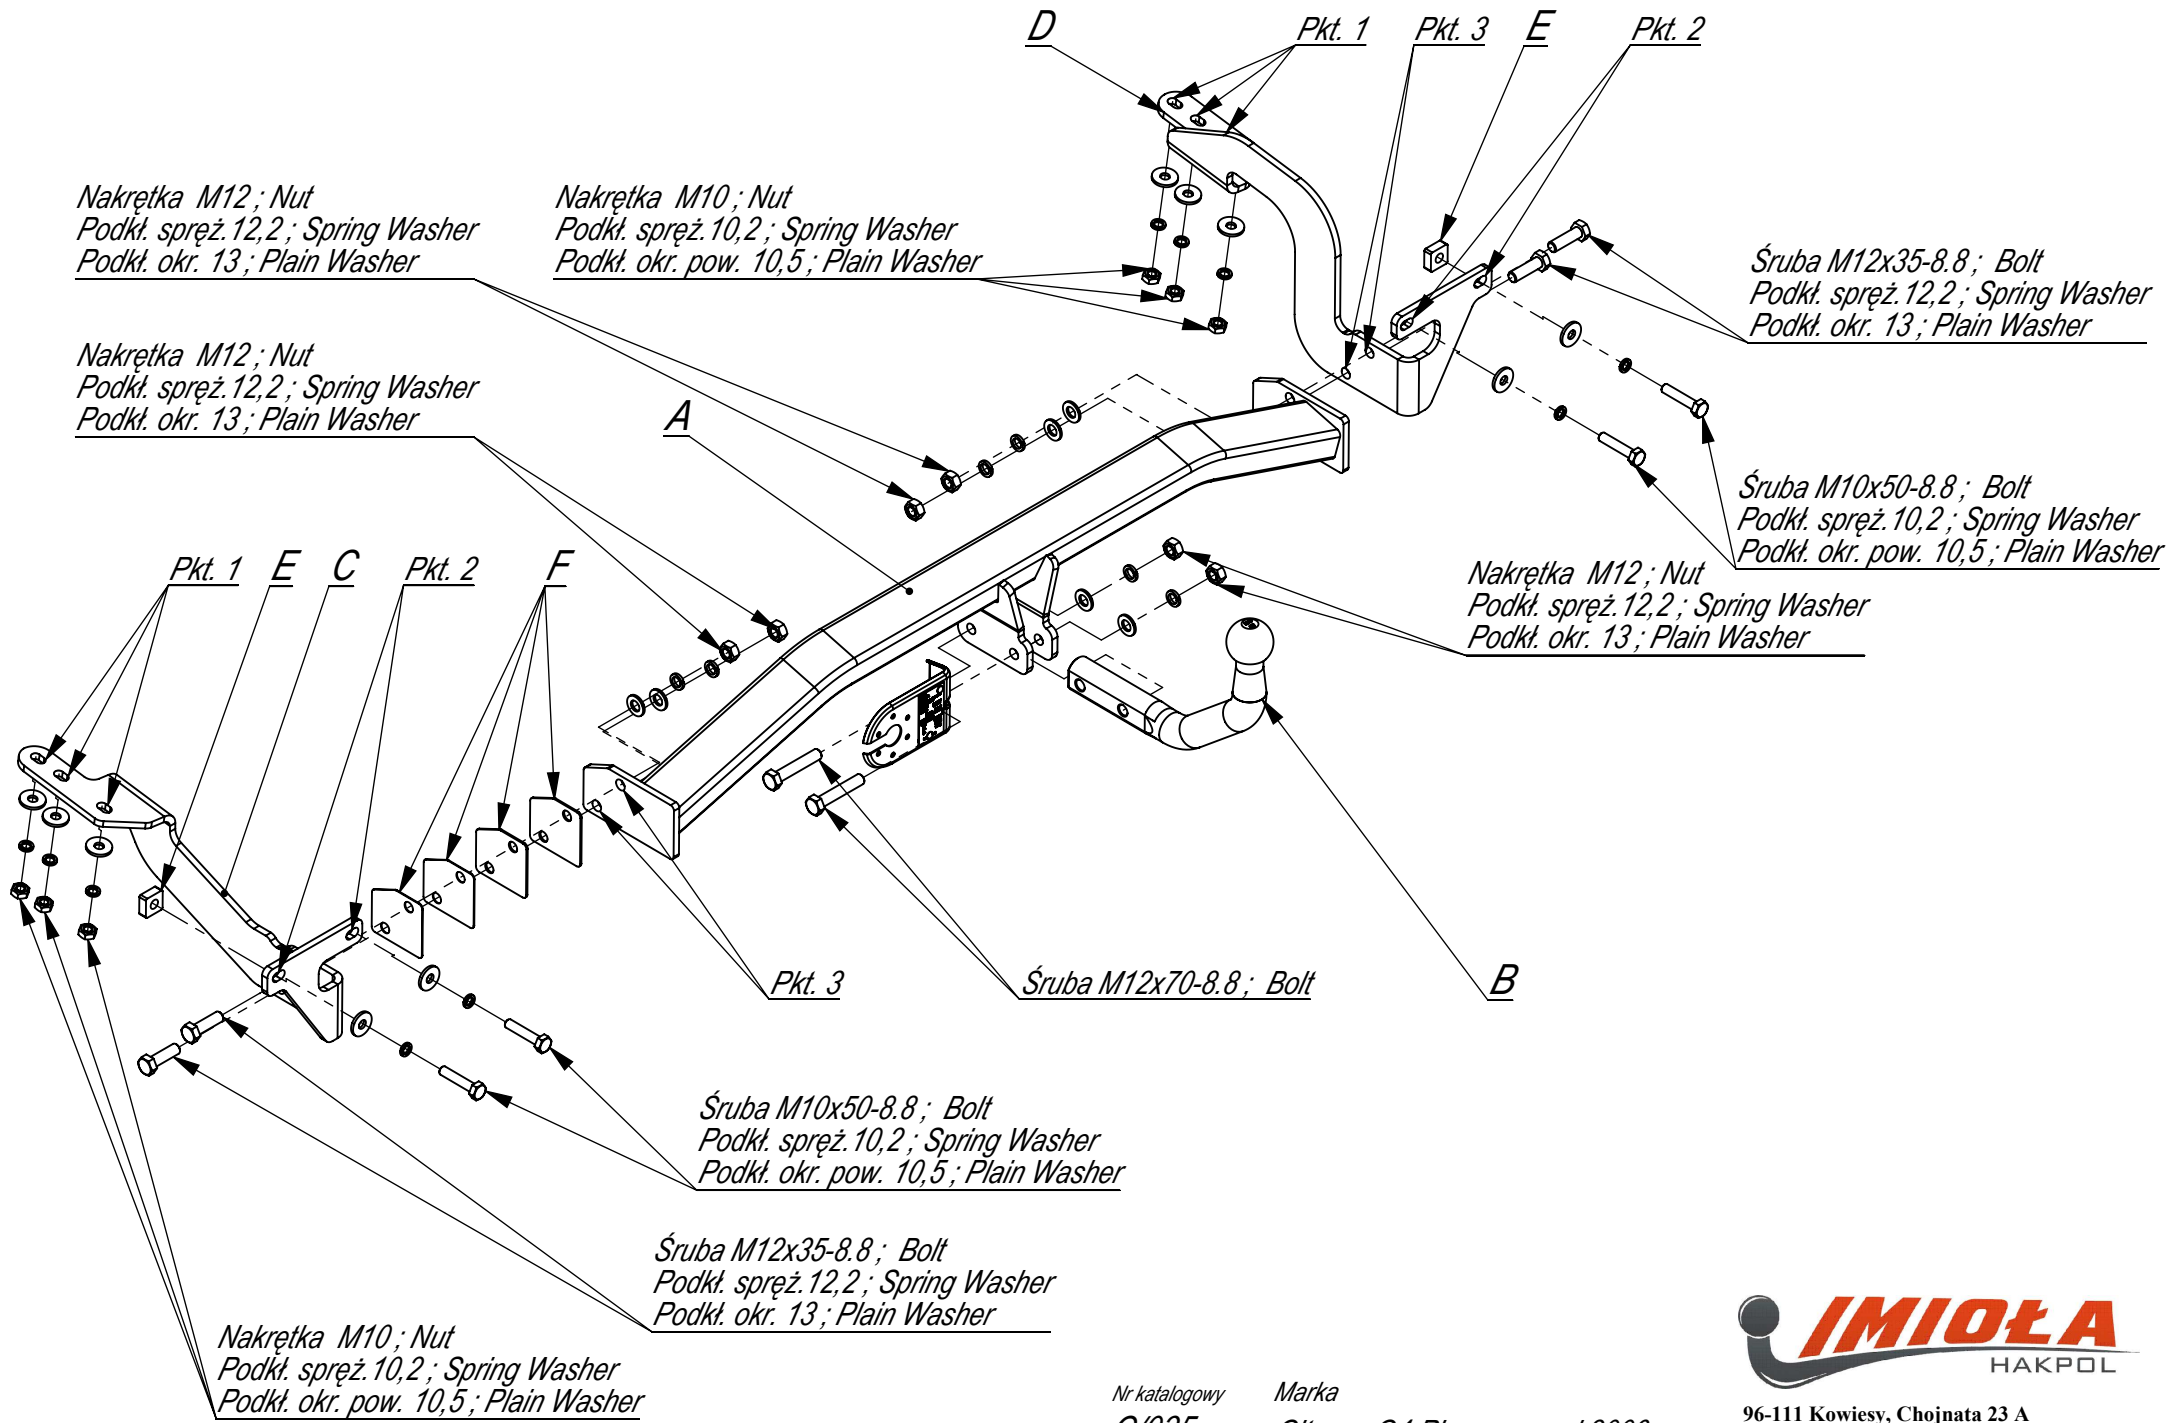 D
Pkt. 1
Pkt. 3
E
Pkt. 2
Nakrętka M12 ; Nut
Podkł. spręż. 12,2 ; Spring Washer
Podkł. okr. 13 ; Plain Washer
Nakrętka M10 ; Nut
Podkł. spręż. 10,2 ; Spring Washer
Podkł. okr. pow. 10,5 ; Plain Washer
Śruba M12x35-8.8 ; Bolt
Podkł. spręż. 12,2 ; Spring Washer
Podkł. okr. 13 ; Plain Washer
Nakrętka M12 ; Nut
Podkł. spręż. 12,2 ; Spring Washer
Podkł. okr. 13 ; Plain Washer
A
Śruba M10x50-8.8 ; Bolt
Podkł. spręż. 10,2 ; Spring Washer
Podkł. okr. pow. 10,5 ; Plain Washer
Pkt. 1
E
C
Pkt. 2
F
Nakrętka M12 ; Nut
Podkł. spręż. 12,2 ; Spring Washer
Podkł. okr. 13 ; Plain Washer
Pkt. 3
Śruba M12x70-8.8 ; Bolt
B
Śruba M10x50-8.8 ; Bolt
Podkł. spręż. 10,2 ; Spring Washer
Podkł. okr. pow. 10,5 ; Plain Washer
Śruba M12x35-8.8 ; Bolt
Podkł. spręż. 12,2 ; Spring Washer
Podkł. okr. 13 ; Plain Washer
Nakrętka M10 ; Nut
Podkł. spręż. 10,2 ; Spring Washer
Podkł. okr. pow. 10,5 ; Plain Washer
IMIOŁA
HAKPOL
Nr katalogowy
Marka
96-111 Kowiesy, Chojnata 23 A